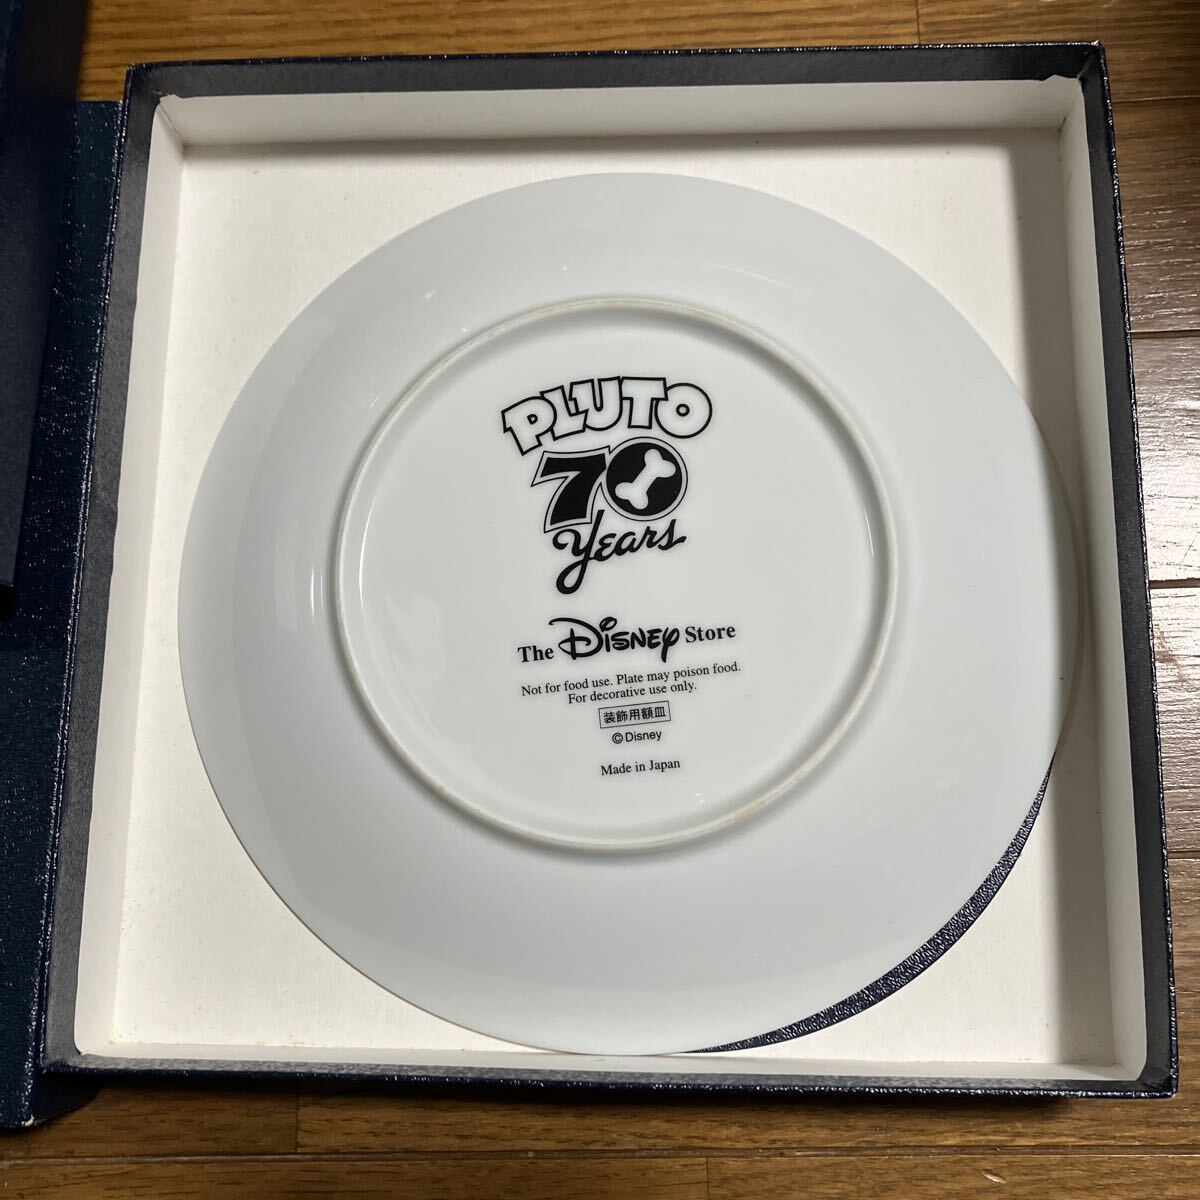 PLUTO
70
Years
The Disney Store
Not for food use. Plate may poison food.
For decorative use only.
装飾用額皿
©Disney
Made in Japan